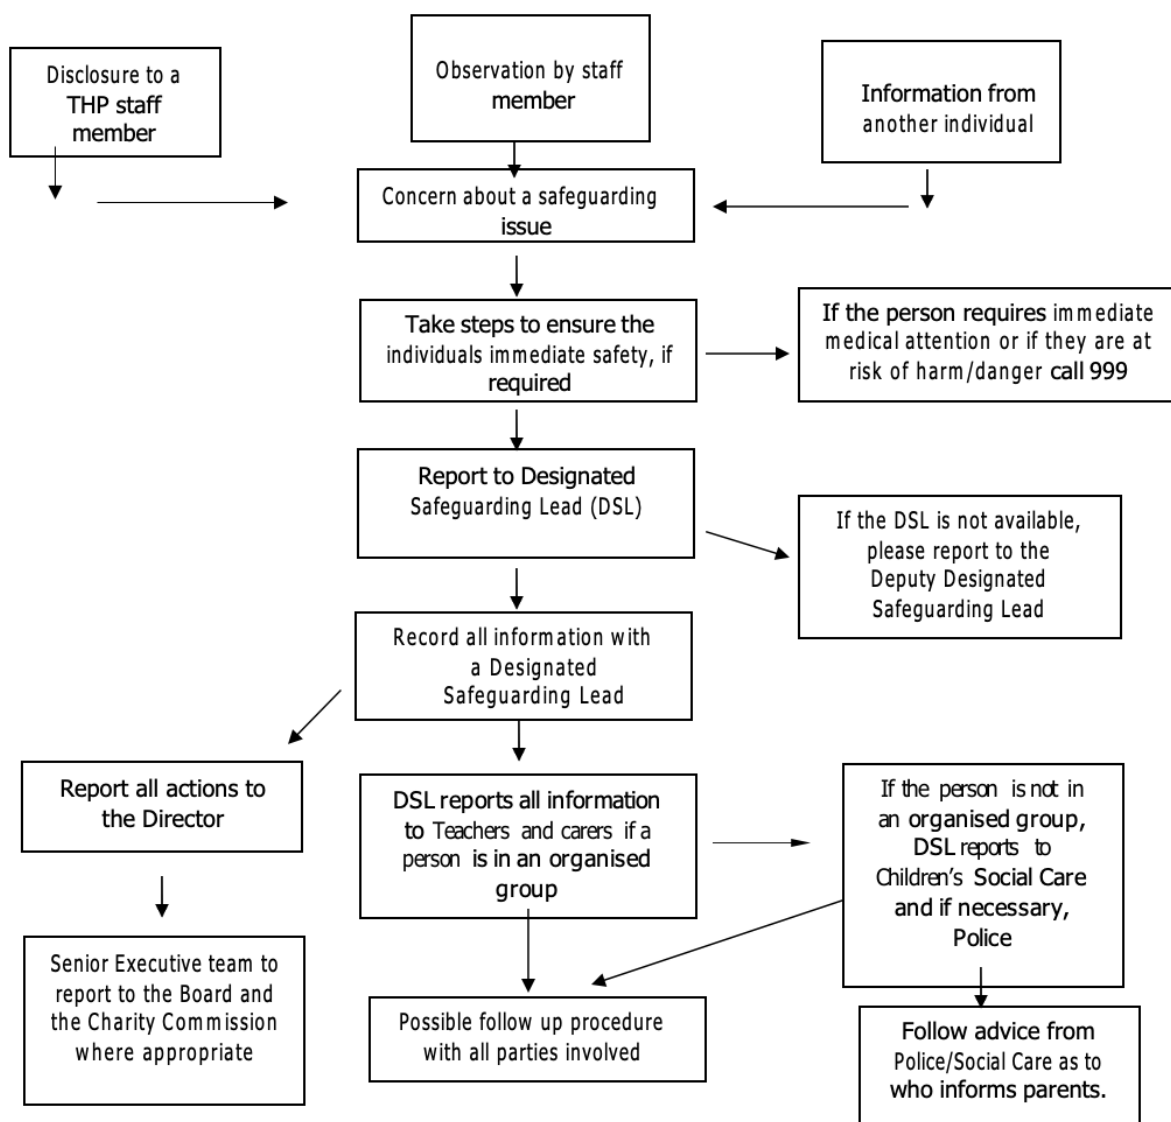 Disclosure to a
THP staff
member
Observation by staff
member
Information from
another individual
Concern about a safeguarding
issue
Take steps to ensure the
individuals immediate safety, if
required
If the person requires immediate
medical attention or if they are at
risk of harm/danger call 999
Report to Designated
Safeguarding Lead (DSL)
If the DSL is not available,
please report to the
Deputy Designated
Safeguarding Lead
Record all information with
a Designated
Safeguarding Lead
Report all actions to
the Director
DSL reports all information
to Teachers and carers if a
person is in an organised
group
If the person is not in
an organised group,
DSL reports to
Children's Social Care
and if necessary,
Police
Senior Executive team to
report to the Board and
the Charity Commission
where appropriate
Possible follow up procedure
with all parties involved
Follow advice from
Police/Social Care as to
who informs parents.